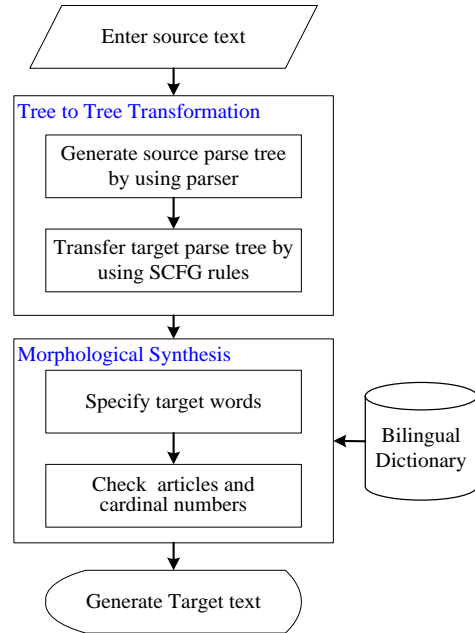 Enter source text
Tree to Tree Transformation
Generate source parse tree
by using parser
Transfer target parse tree by
using SCFG rules
Morphological Synthesis
Specify target words
Check articles and
cardinal numbers
Bilingual
Dictionary
Generate Target text